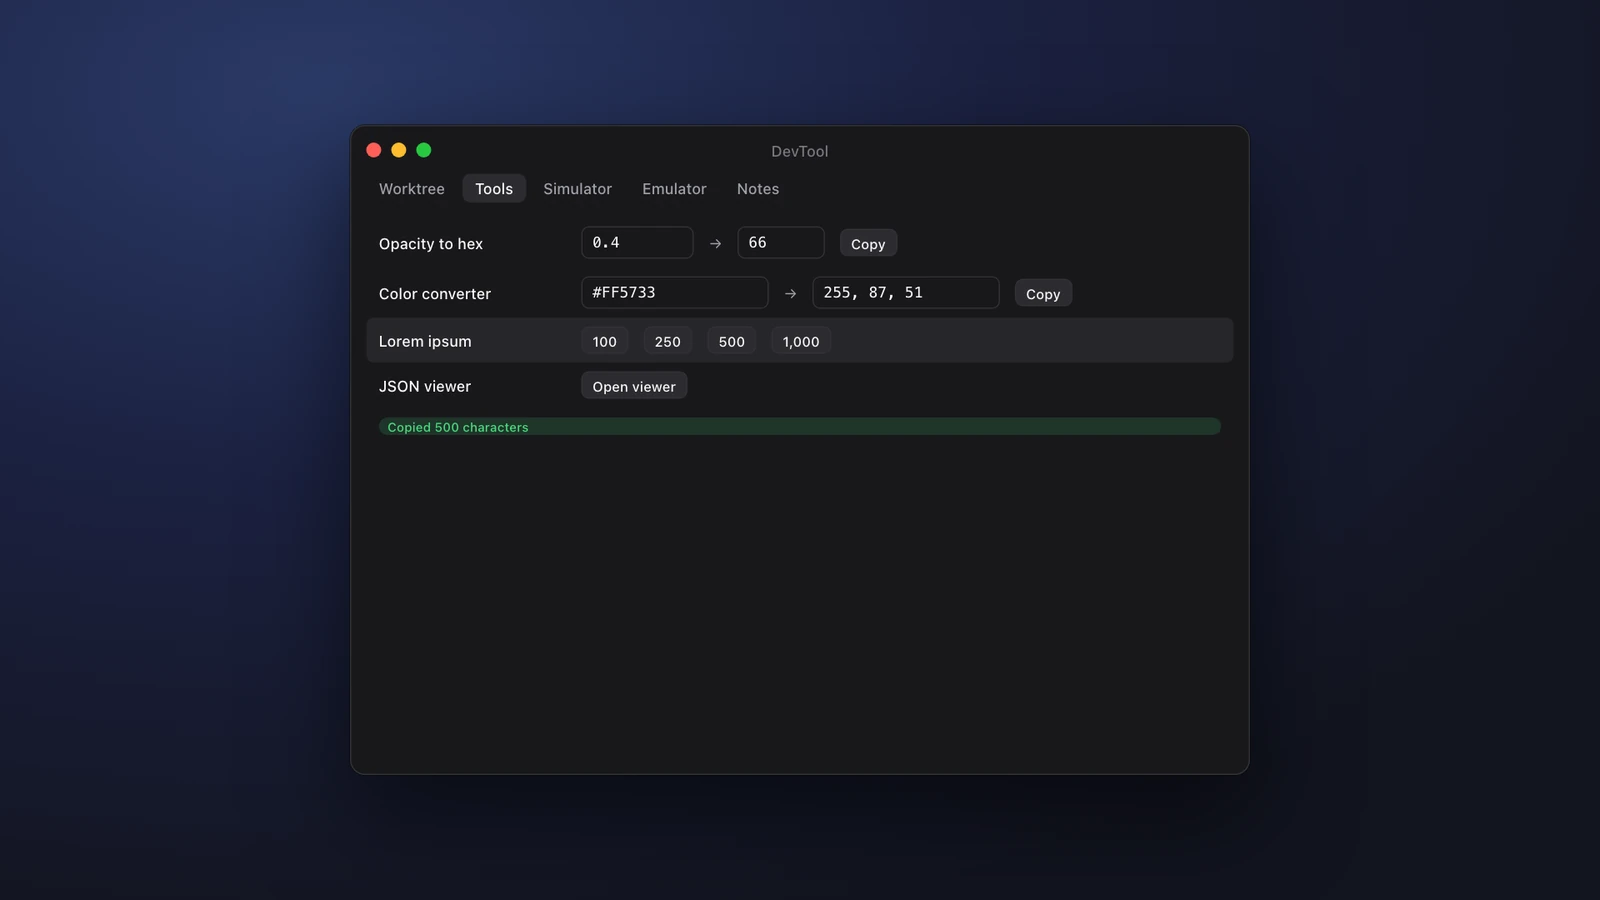 DevTool
Worktree Tools Simulator Emulator Notes
Opacity to hex 0.4 → 66 Copy
Color converter #FF5733 → 255, 87, 51 Copy
Lorem ipsum 100 250 500 1,000
JSON viewer Open viewer
Copied 500 characters